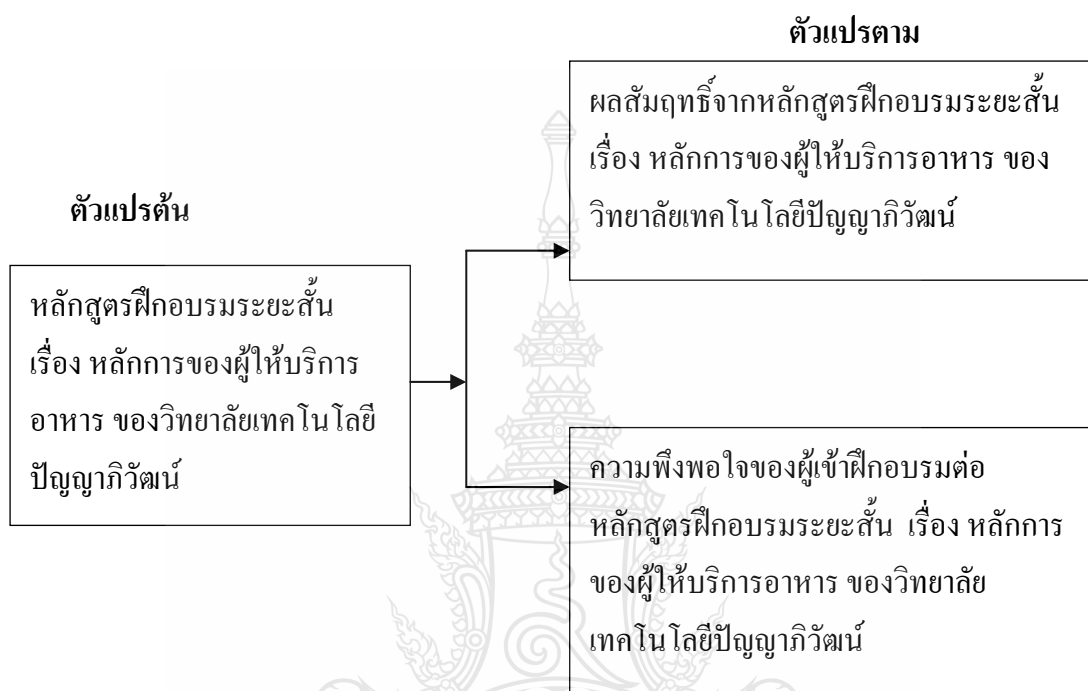 ตัวแปรตาม
ผลสัมฤทธิ์จากหลักสูตรฝึกอบรมระยะสั้น
เรื่อง หลักการของผู้ให้บริการอาหาร ของ
วิทยาลัยเทคโนโลยีปัญญาภิวัฒน์
ตัวแปรต้น
หลักสูตรฝึกอบรมระยะสั้น
เรื่อง หลักการของผู้ให้บริการ
อาหาร ของวิทยาลัยเทคโนโลยี
ปัญญาภิวัฒน์
ความพึงพอใจของผู้เข้าฝึกอบรมต่อ
หลักสูตรฝึกอบรมระยะสั้น เรื่อง หลักการ
ของผู้ให้บริการอาหาร ของวิทยาลัย
เทคโนโลยีปัญญาภิวัฒน์